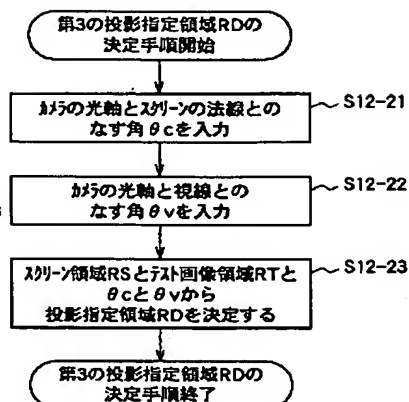 第3の投影指定領域RDの
決定手順開始
カメラの光軸とスクリーンの法線との
なす角θcを入力
S12-21
カメラの光軸と視線との
なす角θvを入力
S12-22
スクリーン領域RSとテスト画像領域RTと
θcとθvから
投影指定領域RDを決定する
S12-23
第3の投影指定領域RDの
決定手順終了